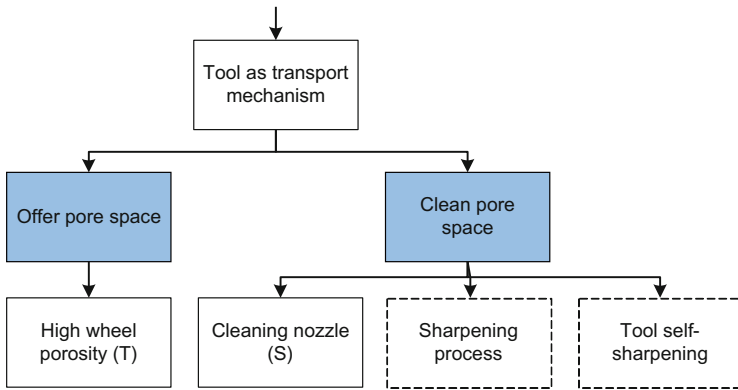 Tool as transport
mechanism
Offer pore space
Clean pore
space
High wheel
porosity (T)
Cleaning nozzle
(S)
Sharpening
process
Tool self-
sharpening